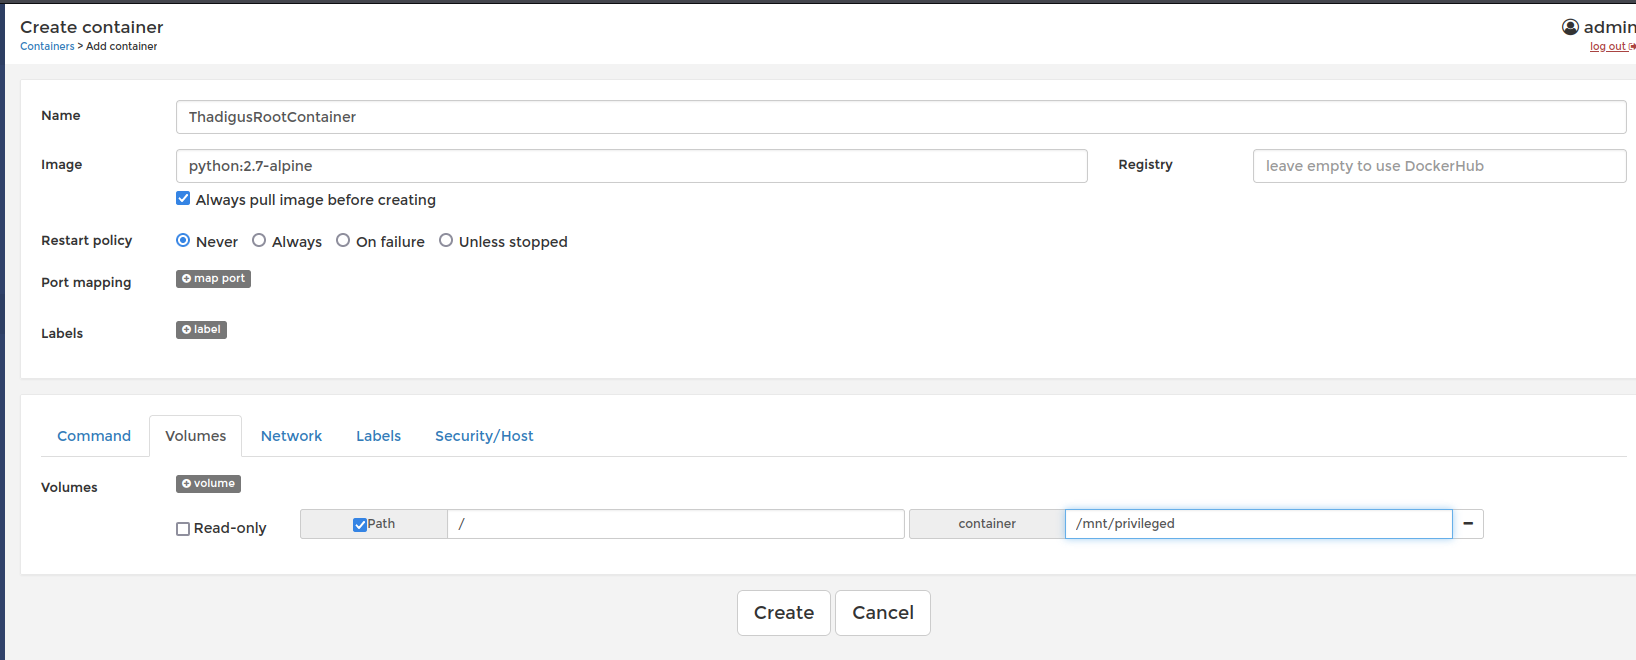 Create container
Containers > Add container
admin
log out
Name
ThadigusRootContainer
Image
python:2.7-alpine
Registry
leave empty to use DockerHub
Always pull image before creating
Restart policy
Never Always On failure Unless stopped
Port mapping
map port
Labels
label
Command Volumes Network Labels Security/Host
Volumes
volume
Read-only
Path
/
container
/mnt/privileged
Create Cancel